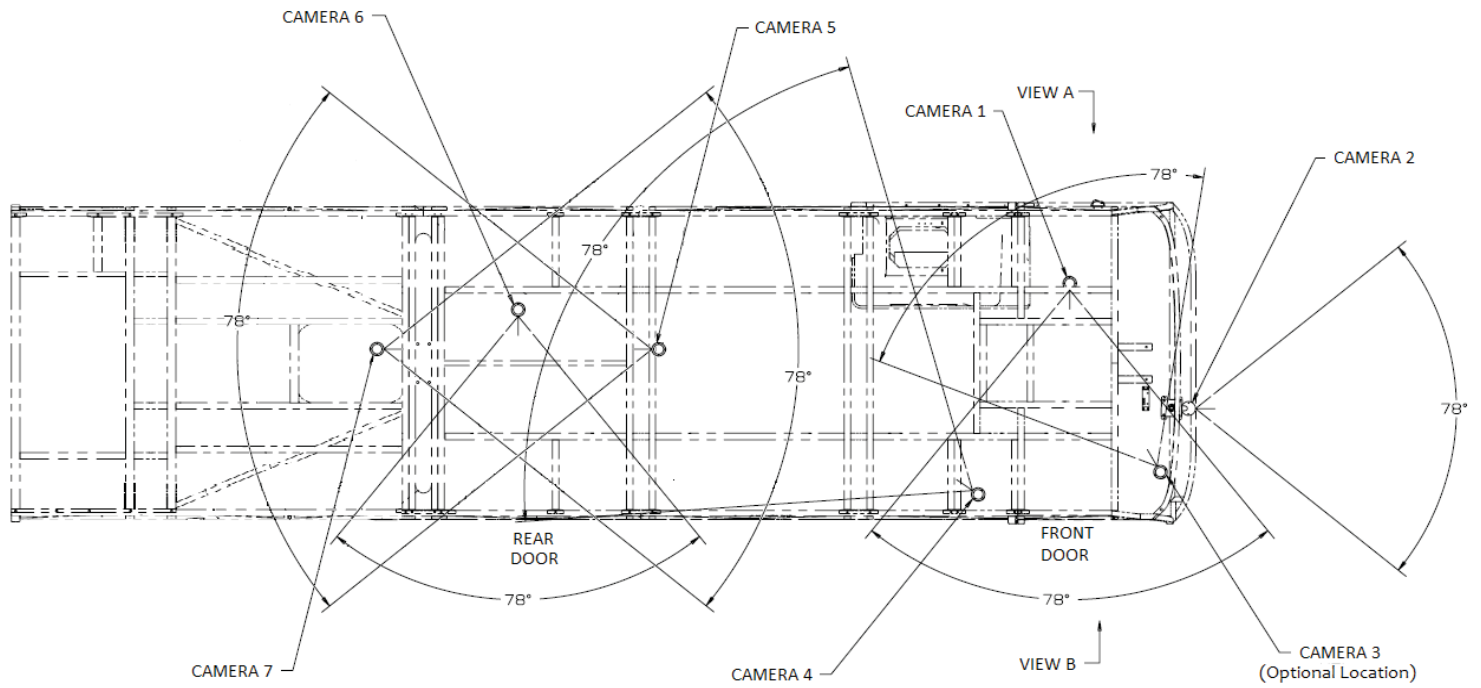 CAMERA 6
CAMERA 5
VIEW A
CAMERA 1
CAMERA 2
78°
78°
78°
78°
78°
REAR
DOOR
FRONT
DOOR
78°
78°
CAMERA 7
CAMERA 4
VIEW B
CAMERA 3
(Optional Location)